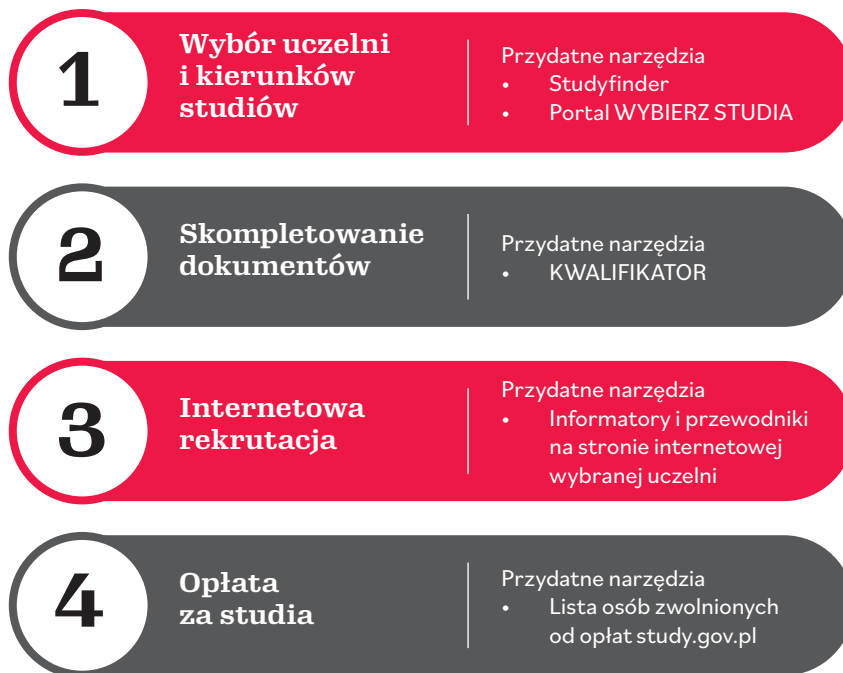 1
Wybór uczelni
i kierunków
studiów
Przydatne narzędzia
• Studyfinder
• Portal WYBIERZ STUDIA
2
Skompletowanie
dokumentów
Przydatne narzędzia
• KWALIFIKATOR
3
Internetowa
rekrutacja
Przydatne narzędzia
• Informatory i przewodniki
na stronie internetowej
wybranej uczelni
4
Opłata
za studia
Przydatne narzędzia
• Lista osób zwolnionych
od opłat study.gov.pl